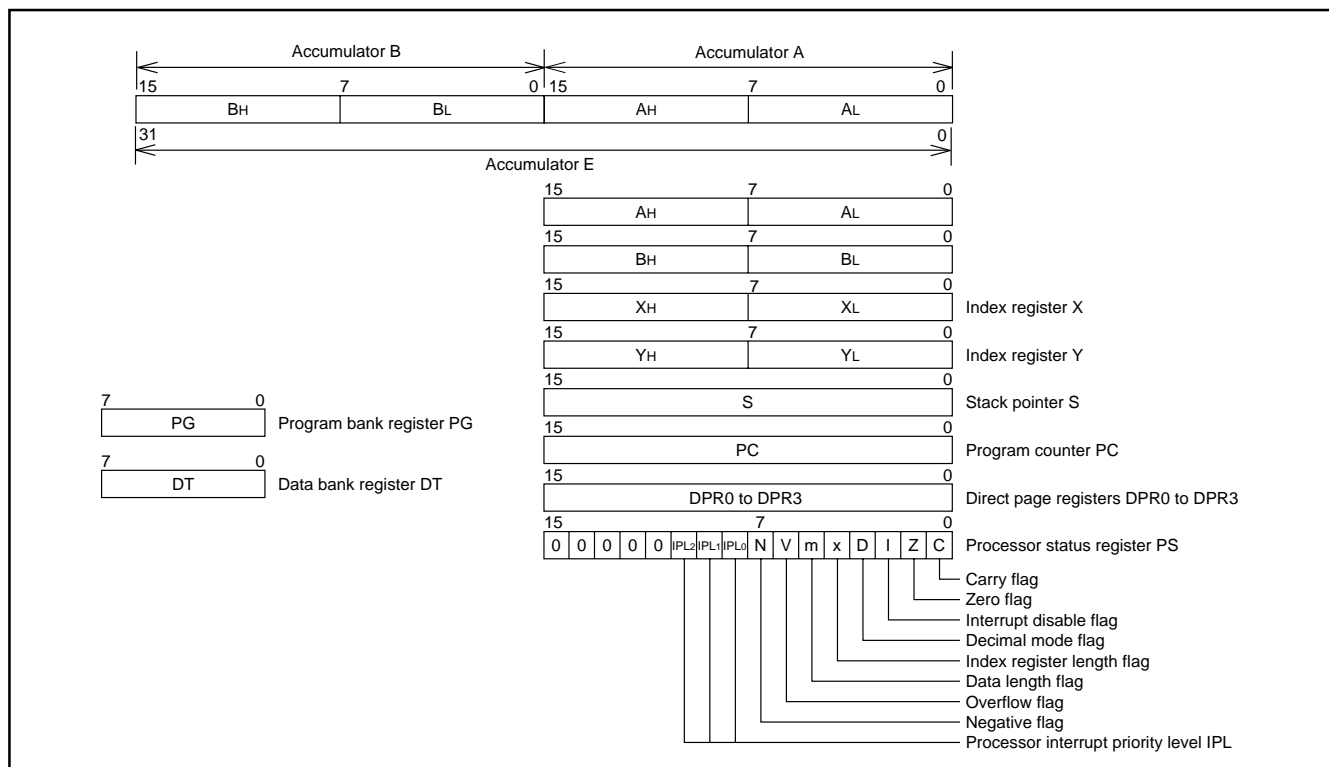 Accumulator B Accumulator A
15 7 0 15 7 0
BH BL AH AL
31 0
Accumulator E
15 7 0
AH AL
15 7 0
BH BL
15 7 0
XH XL Index register X
15 7 0
YH YL Index register Y
15 0
S Stack pointer S
7 0
PG Program bank register PG
15 0
PC Program counter PC
7 0
DT Data bank register DT
15 0
DPR0 to DPR3 Direct page registers DPR0 to DPR3
15 7 0
0 0 0 0 0 IPL2 IPL1 IPL0 N V m x D I Z C Processor status register PS
Carry flag
Zero flag
Interrupt disable flag
Decimal mode flag
Index register length flag
Data length flag
Overflow flag
Negative flag
Processor interrupt priority level IPL